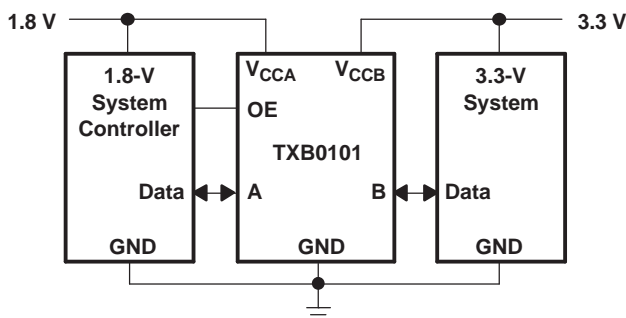 1.8 V
3.3 V
1.8-V
System
Controller
Data
GND
VCCA
VCCB
OE
TXB0101
A
B
GND
3.3-V
System
Data
GND